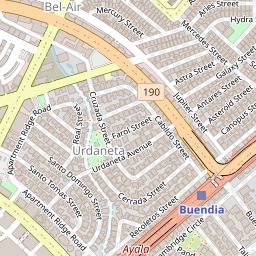 Bel-Air
Mercury Street
Aries Street
Hydra
Mercedes Street
Galaxy Street
Astra Street
Antares Street
Asteroid Street
Canopus Street
Jupiter Street
190
Apartment Ridge Road
Real Street
Cruzada Street
Farol Street
Cabildo Street
Urdaneta
Urdaneta Avenue
Santo Domingo Street
Santo Tomas Street
Apartment Ridge Road
Cerrada Street
Recoletos Street
Buendia
Ayala
mbridge Circle